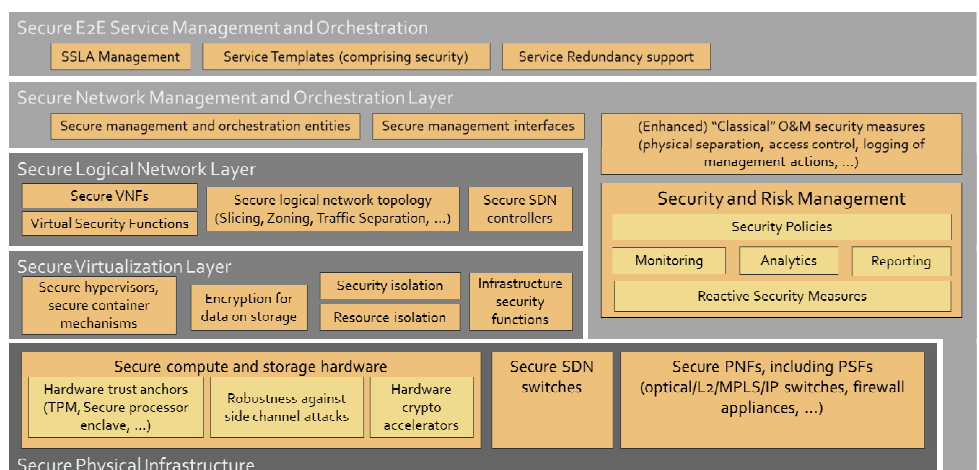 Secure E2E Service Management and Orchestration
SSLA Management
Service Templates (comprising security)
Service Redundancy support
Secure Network Management and Orchestration Layer
Secure management and orchestration entities
Secure management interfaces
(Enhanced) “Classical” O&M security measures
(physical separation, access control, logging of
management actions, ...)
Secure Logical Network Layer
Secure VNFs
Virtual Security Functions
Secure logical network topology
(Slicing, Zoning, Traffic Separation, ...)
Secure SDN
controllers
Security and Risk Management
Security Policies
Monitoring
Analytics
Reporting
Reactive Security Measures
Secure Virtualization Layer
Secure hypervisors,
secure container
mechanisms
Encryption for
data on storage
Security isolation
Resource isolation
Infrastructure
security
functions
Secure compute and storage hardware
Hardware trust anchors
(TPM, Secure processor
enclave, ...)
Robustness against
side channel attacks
Hardware
crypto
accelerators
Secure SDN
switches
Secure PNFs, including PSFs
(optical/L2/MPLS/IP switches, firewall
appliances, ...)
Secure Physical Infrastructure